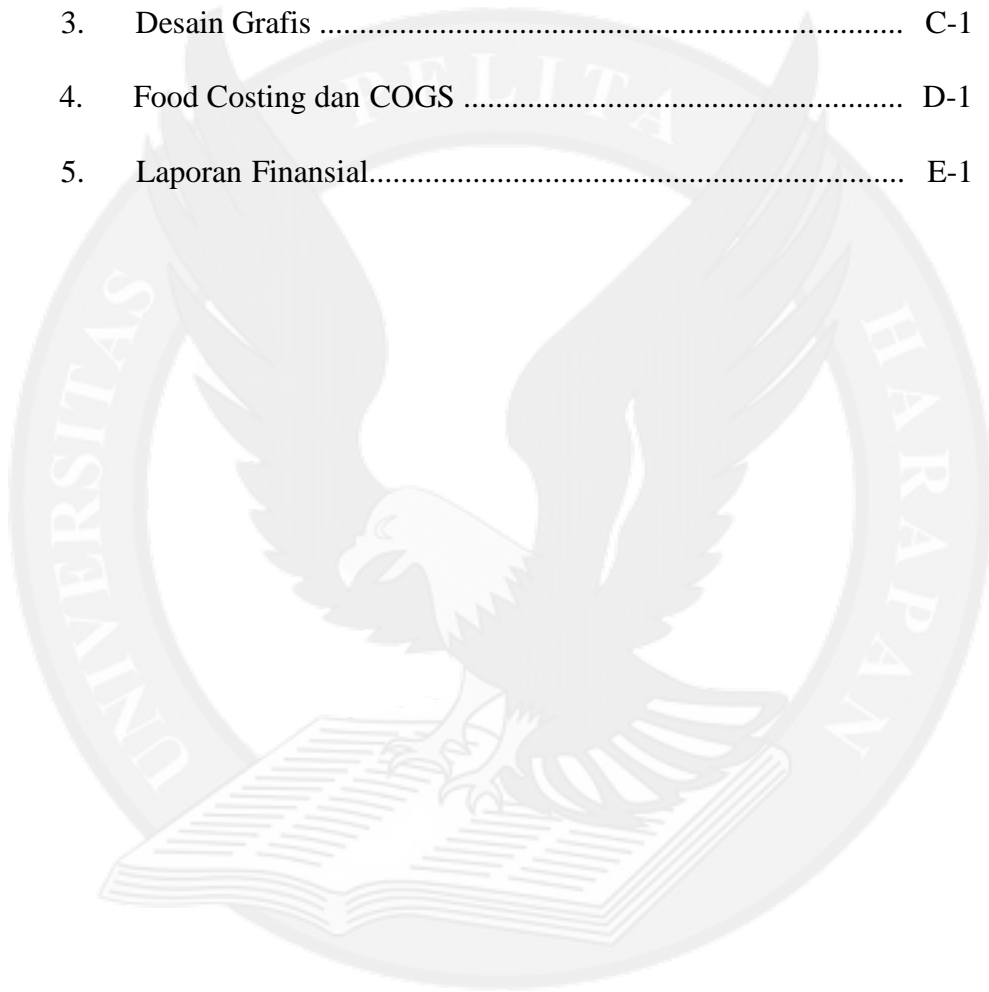 3. Desain Grafis ........................................................................ C-1
4. Food Costing dan COGS ...................................................... D-1
5. Laporan Finansial.................................................................. E-1
UNIVERSITAS PELITA HARAPAN